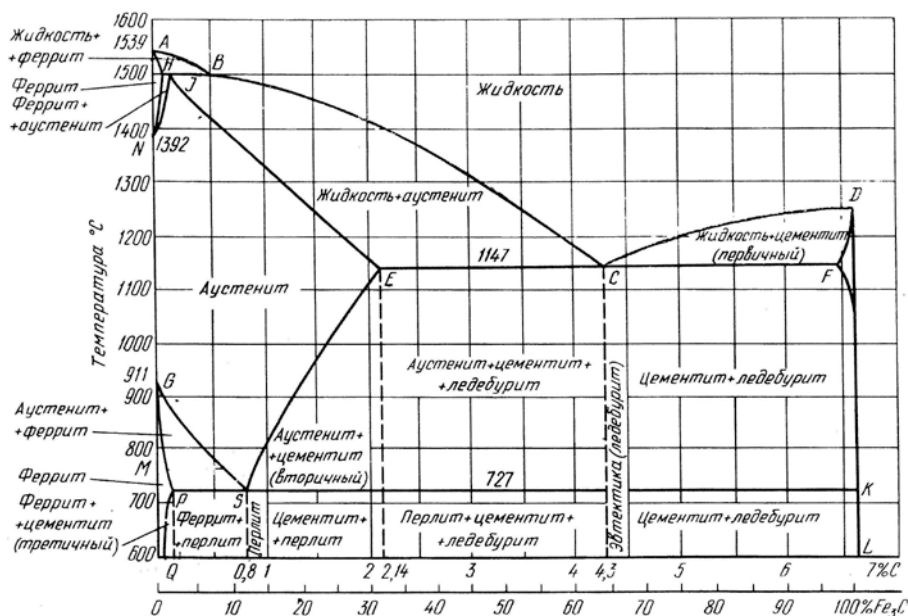 1600
1539
Жидкость+
+феррит
A
H
B
1500
J
Феррит
Феррит+
+аустенит
Жидкость
1400
N
1392
1300
Жидкость+аустенит
D
1200
Жидкость+цементит
(первичный)
1147
E
C
F
1100
Аустенит
Температура °C
1000
Аустенит+цементит+
+ледебурит
Цементит+ледебурит
911
G
900
Аустенит+
+феррит
800
Аустенит+
+цементит
(вторичный)
Эвтектика (ледебурит)
M
Феррит
727
700
P
S
K
Феррит+
+цементит
(третичный)
Феррит+
+перлит
Перлит
Цементит+
+перлит
Перлит+цементит+
+ледебурит
Цементит+ледебурит
600
L
Q
0,8
1
2
2,14
3
4
4,3
5
6
7%C
0
10
20
30
40
50
60
70
80
90
100%Fe₃C